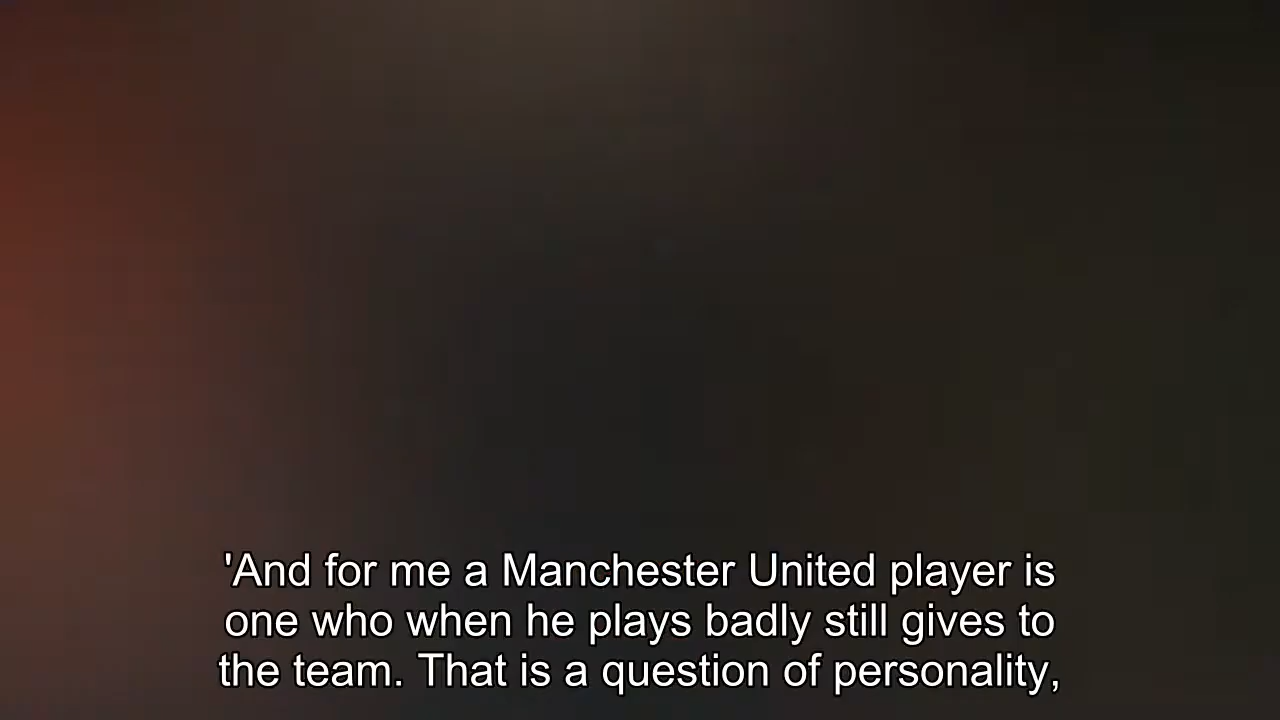 'And for me a Manchester United player is
one who when he plays badly still gives to
the team. That is a question of personality,